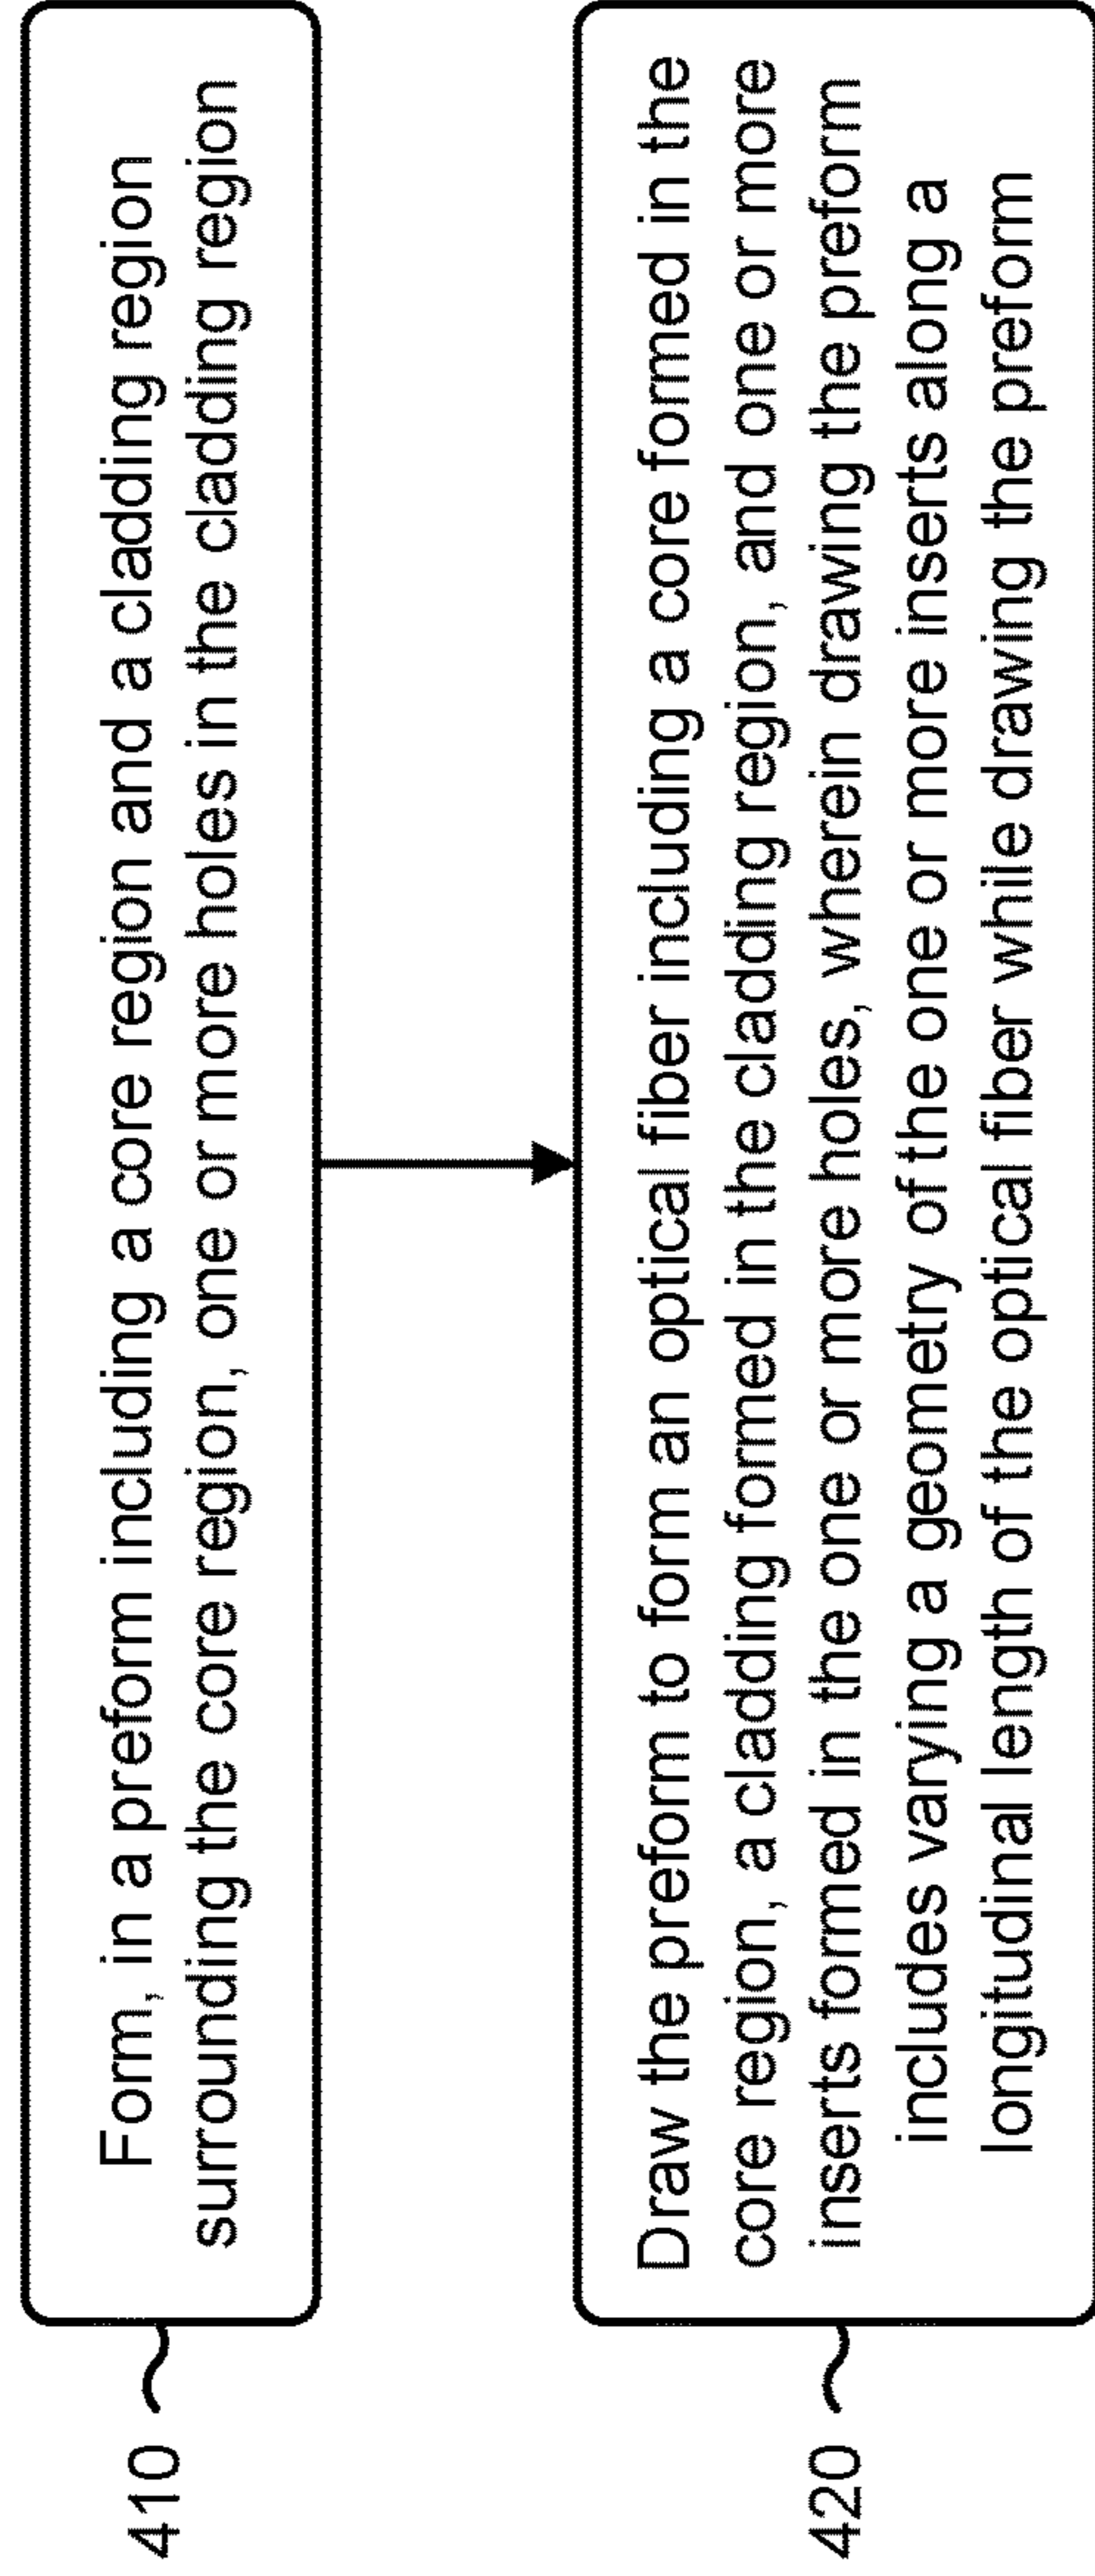 410
Form, in a preform including a core region and a cladding region
surrounding the core region, one or more holes in the cladding region
420
Draw the preform to form an optical fiber including a core formed in the
core region, a cladding formed in the cladding region, and one or more
inserts formed in the one or more holes, wherein drawing the preform
includes varying a geometry of the one or more inserts along a
longitudinal length of the optical fiber while drawing the preform